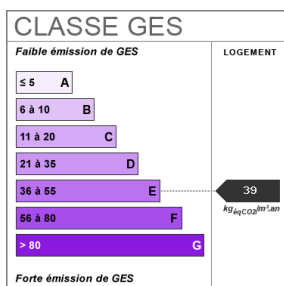 CLASSE GES
Faible émission de GES
LOGEMENT
≤ 5 A
6 à 10 B
11 à 20 C
21 à 35 D
36 à 55 E
39
kgéqCO2/m².an
56 à 80 F
> 80 G
Forte émission de GES